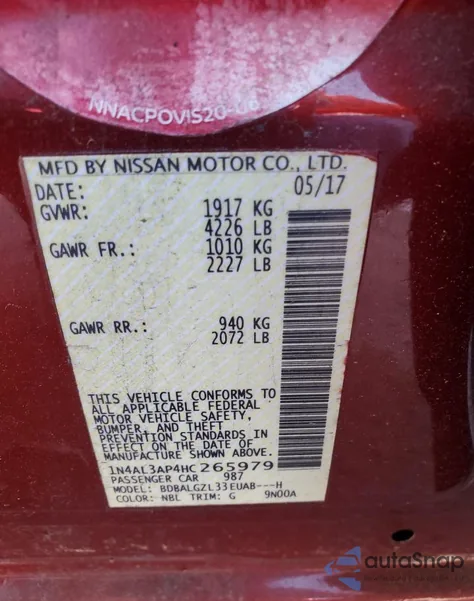 NNACPOVIS20-06
MFD BY NISSAN MOTOR CO., LTD.
DATE: 05/17
GVWR: 1917 KG
4226 LB
GAWR FR.: 1010 KG
2227 LB
GAWR RR.: 940 KG
2072 LB
THIS VEHICLE CONFORMS TO
ALL APPLICABLE FEDERAL
MOTOR VEHICLE SAFETY,
BUMPER, AND THEFT
PREVENTION STANDARDS IN
EFFECT ON THE DATE OF
MANUFACTURE SHOWN ABOVE.
1N4AL3AP4HC265979
PASSENGER CAR 987
MODEL: BDBALGZL33EUAB---H
COLOR: NBL TRIM: G 9N00A
autoSnap